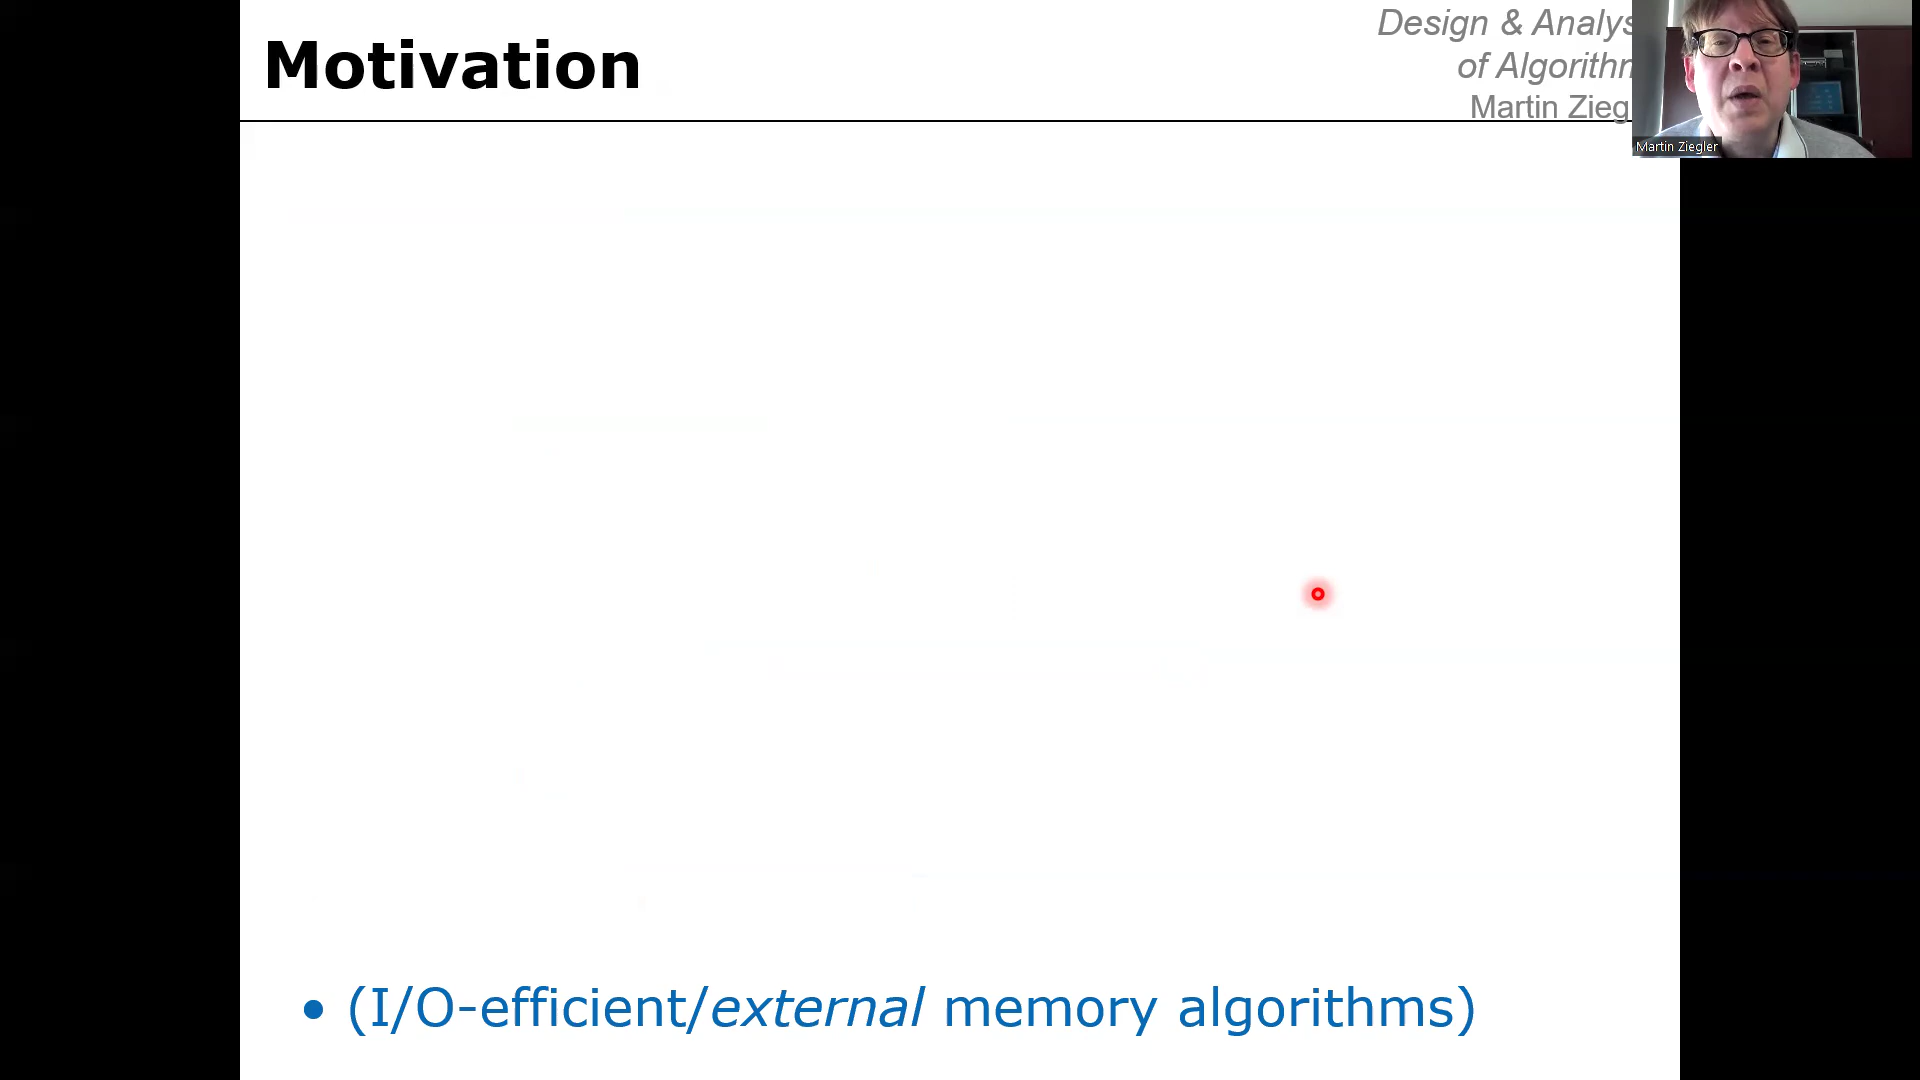 Motivation
Design & Analys
of Algorithm
Martin Zieg
Martin Ziegler
• (I/O-efficient/external memory algorithms)